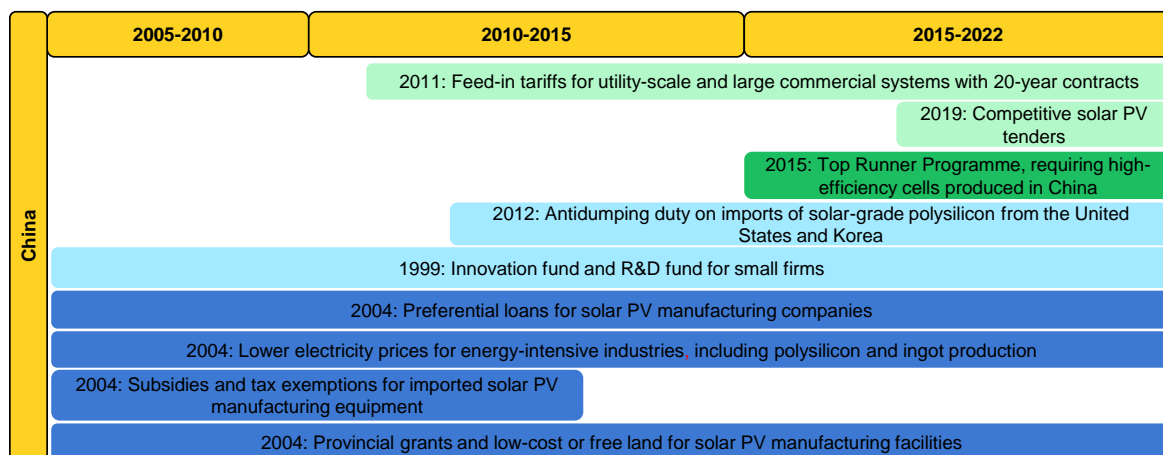 2005-2010
2010-2015
2015-2022
China
2011: Feed-in tariffs for utility-scale and large commercial systems with 20-year contracts
2019: Competitive solar PV
tenders
2015: Top Runner Programme, requiring high-
efficiency cells produced in China
2012: Antidumping duty on imports of solar-grade polysilicon from the United
States and Korea
1999: Innovation fund and R&D fund for small firms
2004: Preferential loans for solar PV manufacturing companies
2004: Lower electricity prices for energy-intensive industries, including polysilicon and ingot production
2004: Subsidies and tax exemptions for imported solar PV
manufacturing equipment
2004: Provincial grants and low-cost or free land for solar PV manufacturing facilities